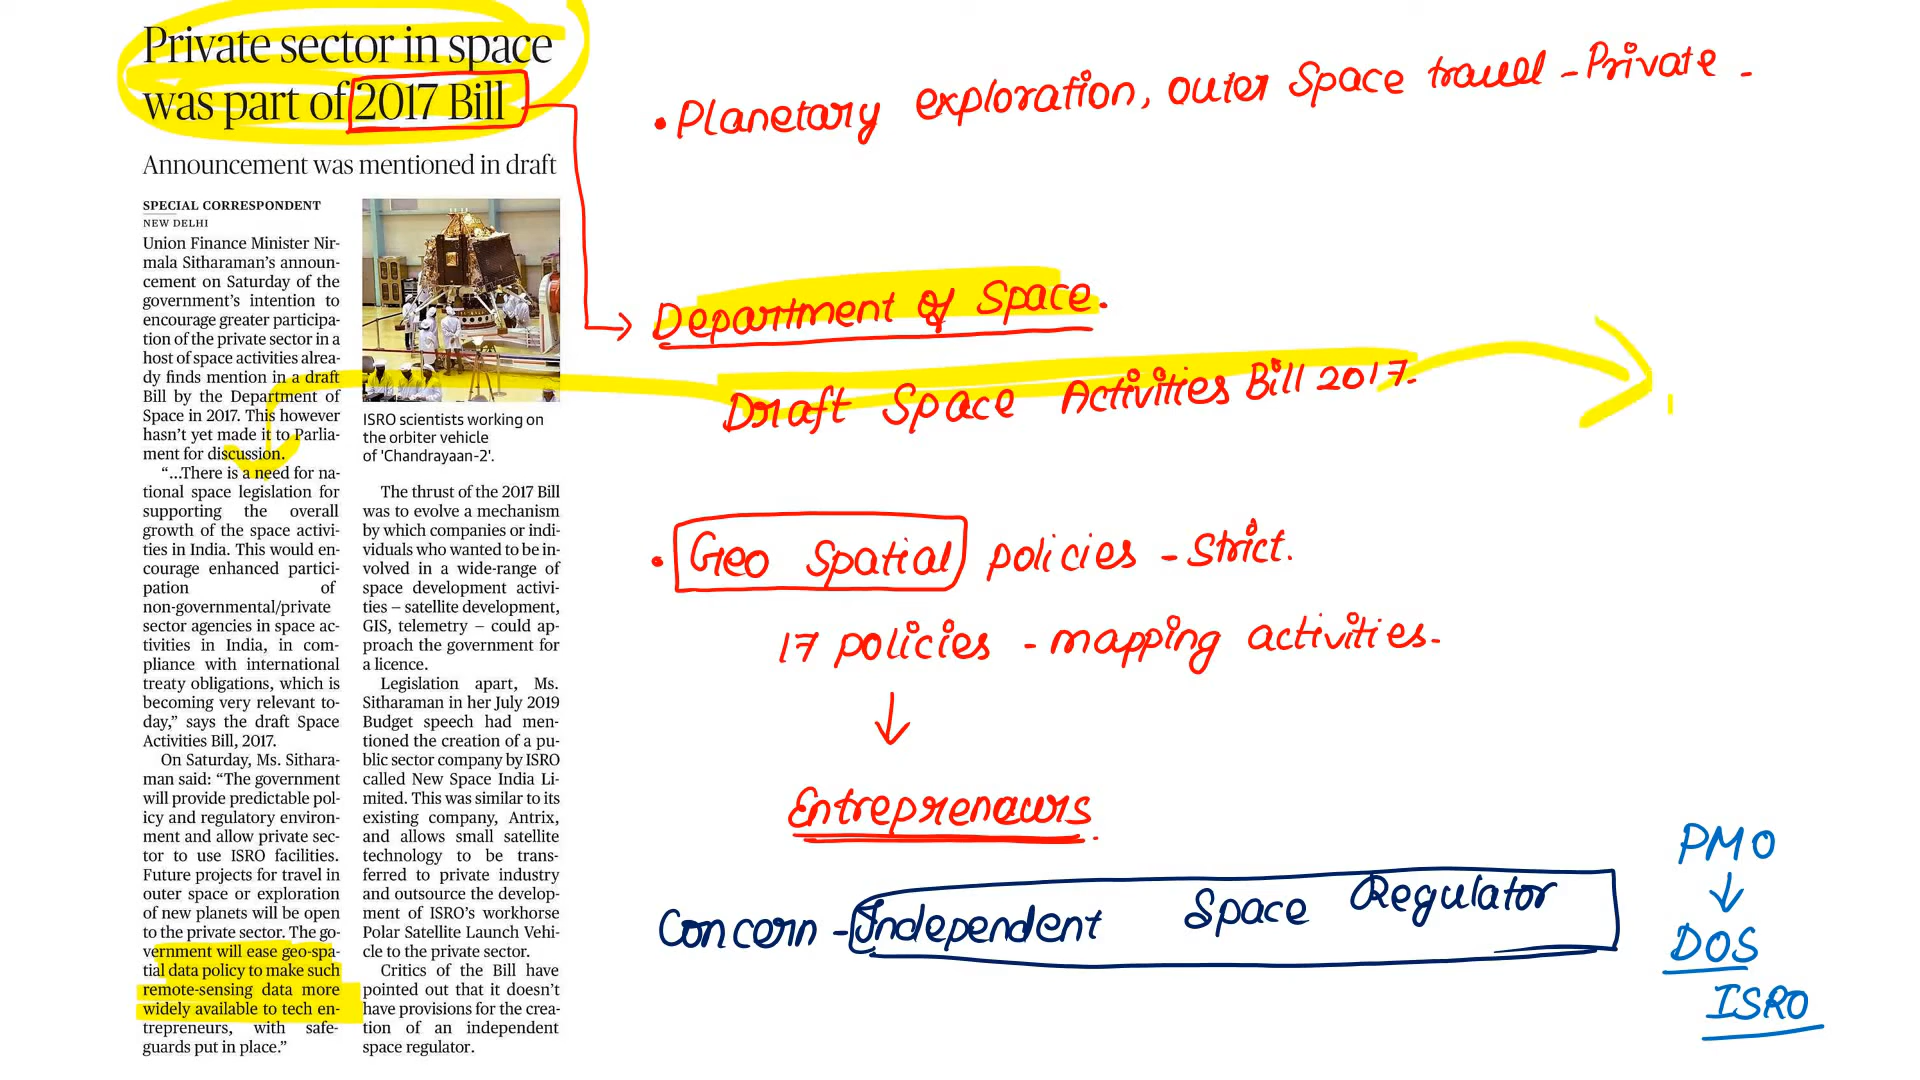 Private sector in space
was part of 2017 Bill
Announcement was mentioned in draft
SPECIAL CORRESPONDENT
NEW DELHI
Union Finance Minister Nir-
mala Sitharaman’s announ-
cement on Saturday of the
government’s intention to
encourage greater participa-
tion of the private sector in a
host of space activities alrea-
dy finds mention in a draft
Bill by the Department of
Space in 2017. This however
hasn’t yet made it to Parlia-
ment for discussion.
“...There is a need for na-
tional space legislation for
supporting the overall
growth of the space activi-
ties in India. This would en-
courage enhanced partici-
pation of
non-governmental/private
sector agencies in space ac-
tivities in India, in com-
pliance with international
treaty obligations, which is
becoming very relevant to-
day,” says the draft Space
Activities Bill, 2017.
On Saturday, Ms. Sithara-
man said: “The government
will provide predictable pol-
icy and regulatory environ-
ment and allow private sec-
tor to use ISRO facilities.
Future projects for travel in
outer space or exploration
of new planets will be open
to the private sector. The go-
vernment will ease geo-spa-
tial data policy to make such
remote-sensing data more
widely available to tech en-
trepreneurs, with safe-
guards put in place.”
ISRO scientists working on
the orbiter vehicle
of 'Chandrayaan-2'.
The thrust of the 2017 Bill
was to evolve a mechanism
by which companies or indi-
viduals who wanted to be in-
volved in a wide-range of
space development activi-
ties – satellite development,
GIS, telemetry – could ap-
proach the government for
a licence.
Legislation apart, Ms.
Sitharaman in her July 2019
Budget speech had men-
tioned the creation of a pu-
blic sector company by ISRO
called New Space India Li-
mited. This was similar to its
existing company, Antrix,
and allows small satellite
technology to be trans-
ferred to private industry
and outsource the develop-
ment of ISRO’s workhorse
Polar Satellite Launch Vehi-
cle to the private sector.
Critics of the Bill have
pointed out that it doesn’t
have provisions for the crea-
tion of an independent
space regulator.
• Planetary exploration, outer Space travel - Private.
Department of Space.
Draft Space Activities Bill 2017.
• Geo Spatial policies - Strict.
17 policies - mapping activities.
Entreprenaurs.
Concern - Independent Space Regulator
PMO
DOS
ISRO